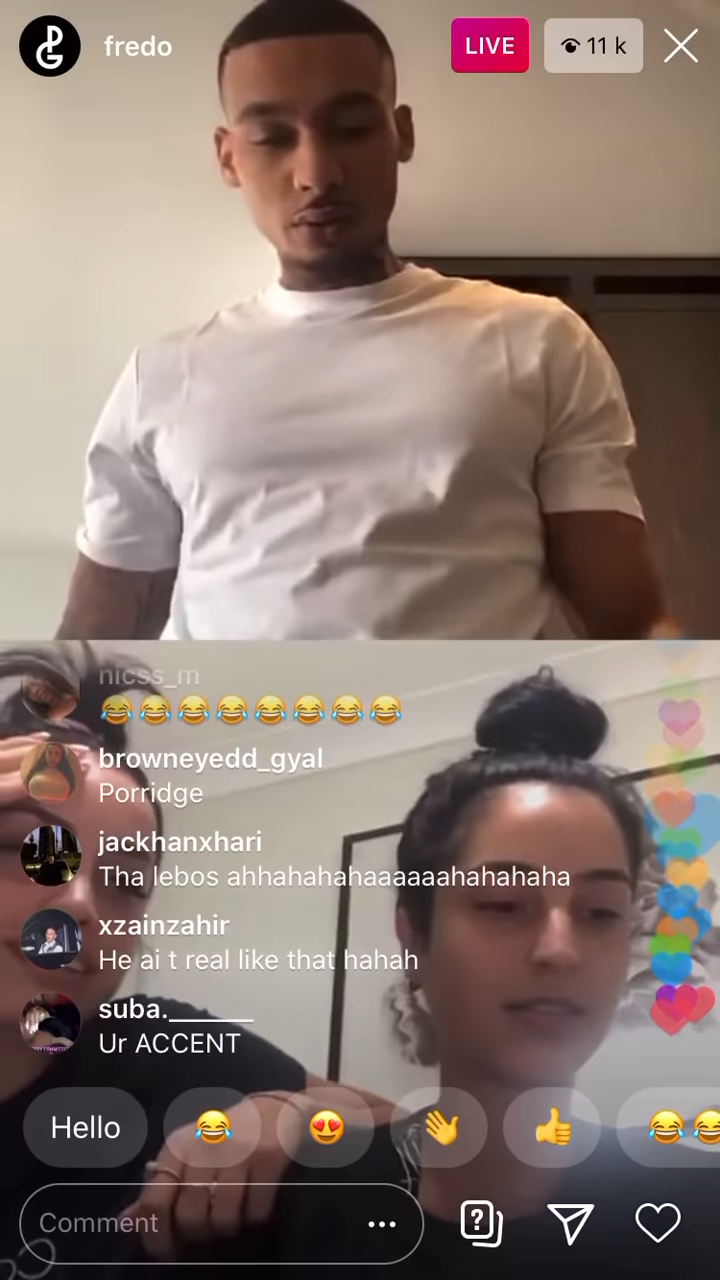 fredo
LIVE
11 k
nicss_m
😂😂😂😂😂😂😂😂
browneyedd_gyal
Porridge
jackhanxhari
Tha lebos ahhahahahaaaaaahahahaha
xzainzahir
He ai t real like that hahah
suba._______
Ur ACCENT
Hello 😂 😍 👋 👍 😂😂
Comment